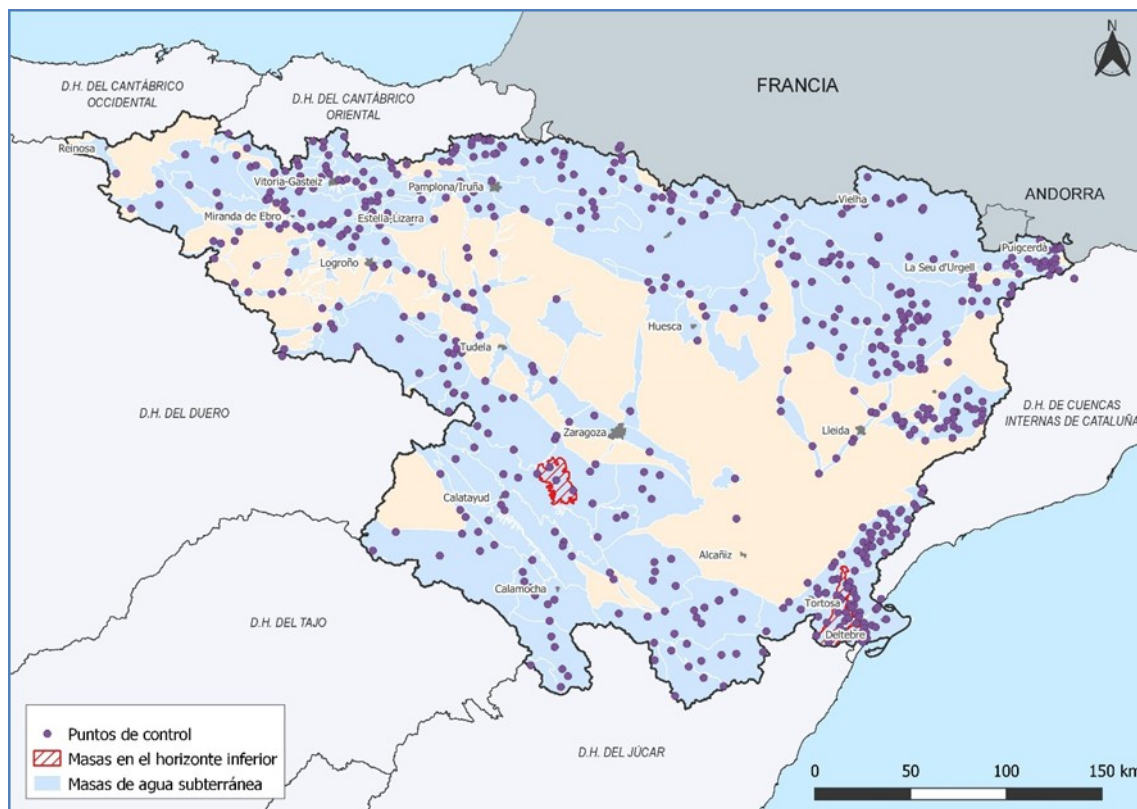 N
D.H. DEL CANTÁBRICO
OCCIDENTAL
D.H. DEL CANTÁBRICO
ORIENTAL
FRANCIA
Reinosa
Vitoria-Gasteiz
Pamplona/Iruña
Vielha
ANDORRA
Miranda de Ebro
Estella-Lizarra
Puigcerdà
Logroño
La Seu d'Urgell
Huesca
Tudela
D.H. DEL DUERO
D.H. DE CUENCAS
INTERNAS DE CATALUÑA
Zaragoza
Lleida
Calatayud
Alcañiz
Calamocha
Tortosa
D.H. DEL TAJO
Deltebre
Puntos de control
Masas en el horizonte inferior
Masas de agua subterránea
D.H. DEL JÚCAR
0 50 100 150 km